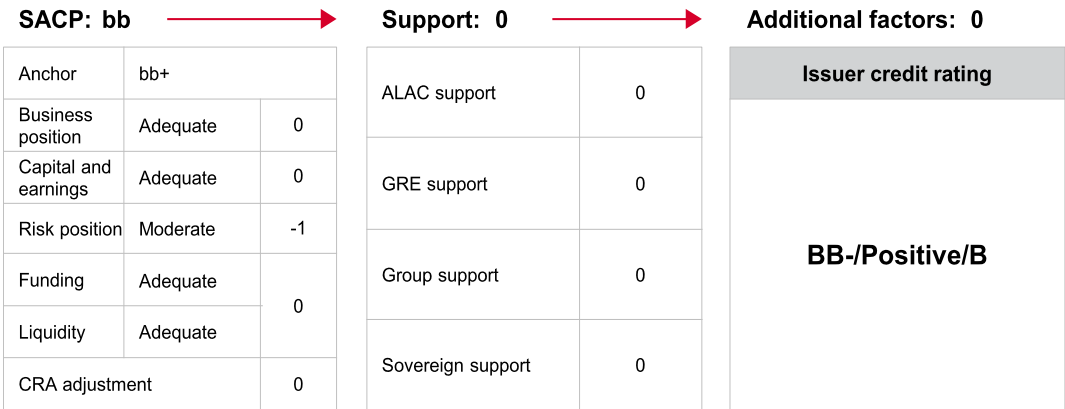 SACP: bb
Support: 0
Additional factors: 0
Anchor bb+
Business
position Adequate 0
Capital and
earnings Adequate 0
Risk position Moderate -1
Funding Adequate
0
Liquidity Adequate
CRA adjustment 0
ALAC support 0
GRE support 0
Group support 0
Sovereign support 0
Issuer credit rating
BB-/Positive/B